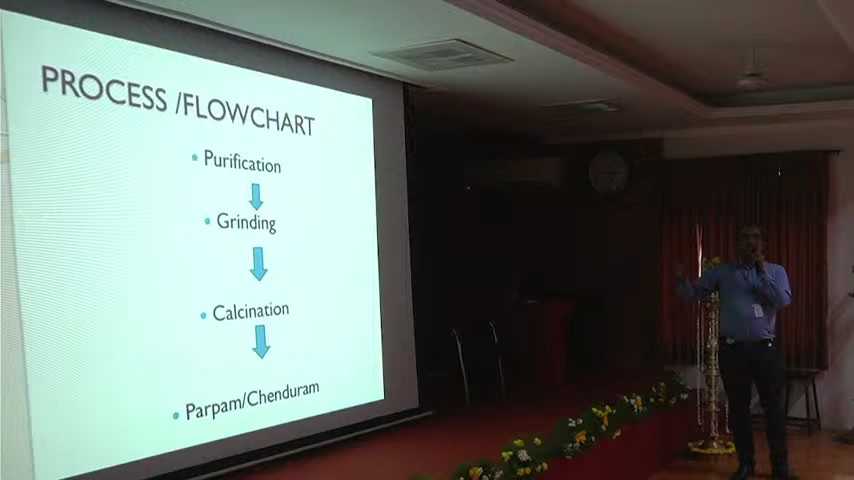 PROCESS /FLOWCHART
• Purification
• Grinding
• Calcination
• Parpam/Chenduram